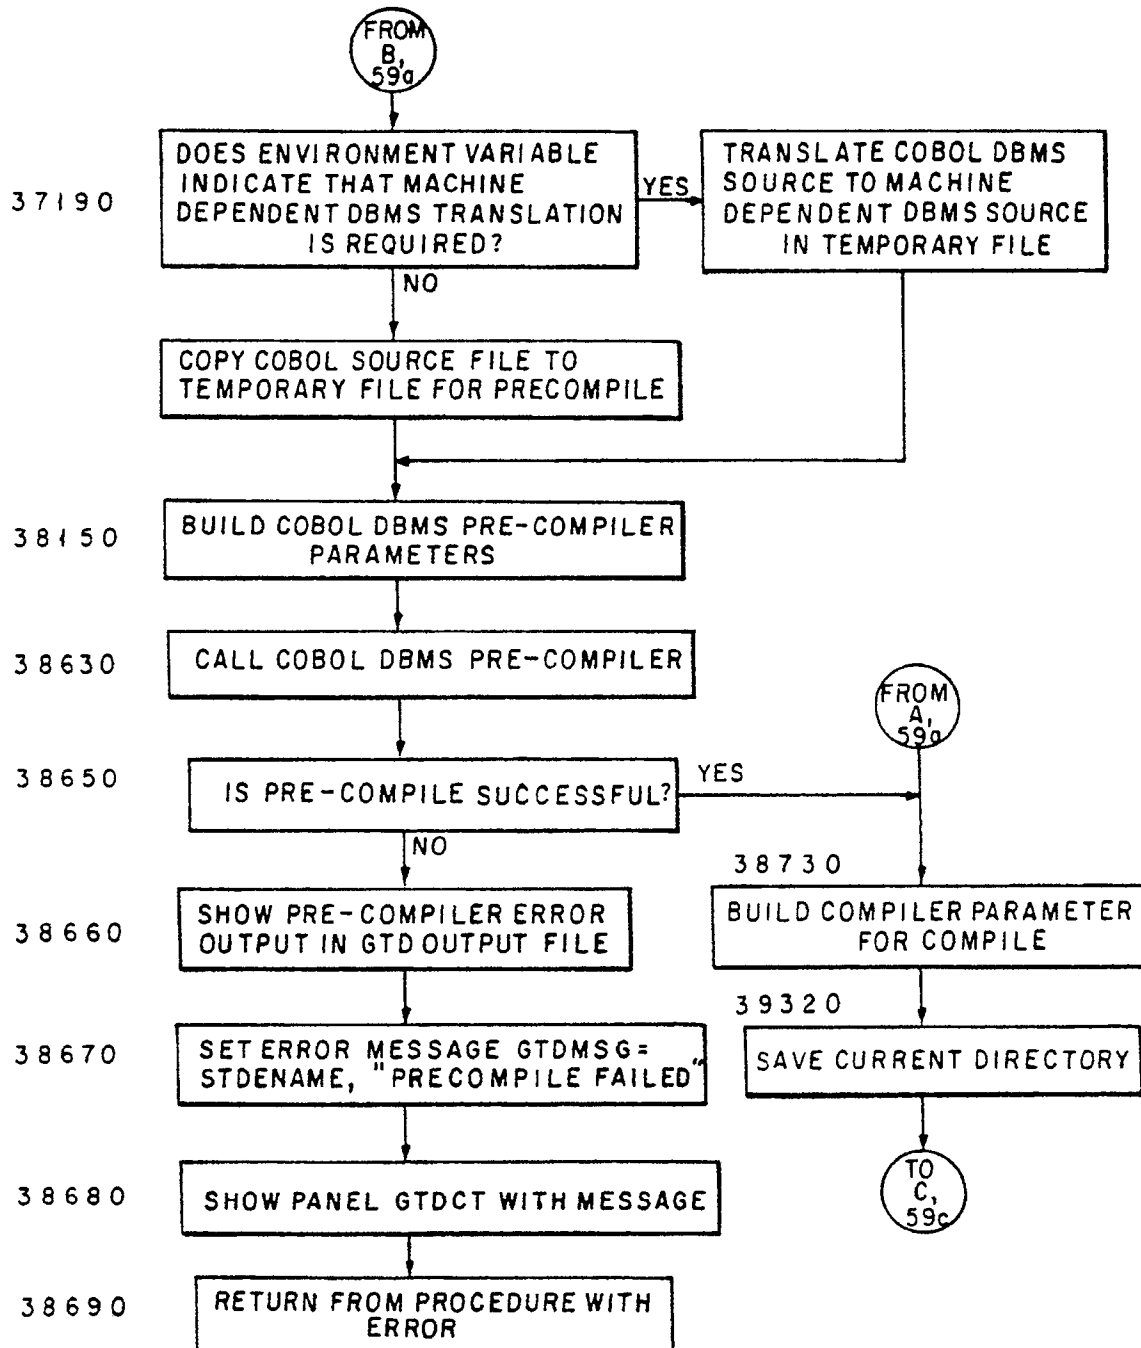 FROM
B,
59a
37190
DOES ENVIRONMENT VARIABLE
INDICATE THAT MACHINE
DEPENDENT DBMS TRANSLATION
IS REQUIRED?
YES
TRANSLATE COBOL DBMS
SOURCE TO MACHINE
DEPENDENT DBMS SOURCE
IN TEMPORARY FILE
NO
COPY COBOL SOURCE FILE TO
TEMPORARY FILE FOR PRECOMPILE
38150
BUILD COBOL DBMS PRE-COMPILER
PARAMETERS
38630
CALL COBOL DBMS PRE-COMPILER
FROM
A,
59a
38650
IS PRE-COMPILE SUCCESSFUL?
YES
NO
38730
BUILD COMPILER PARAMETER
FOR COMPILE
38660
SHOW PRE-COMPILER ERROR
OUTPUT IN GTD OUTPUT FILE
39320
SAVE CURRENT DIRECTORY
38670
SET ERROR MESSAGE GTDMSG=
STDENAME, "PRECOMPILE FAILED"
TO
C,
59c
38680
SHOW PANEL GTDCT WITH MESSAGE
38690
RETURN FROM PROCEDURE WITH
ERROR